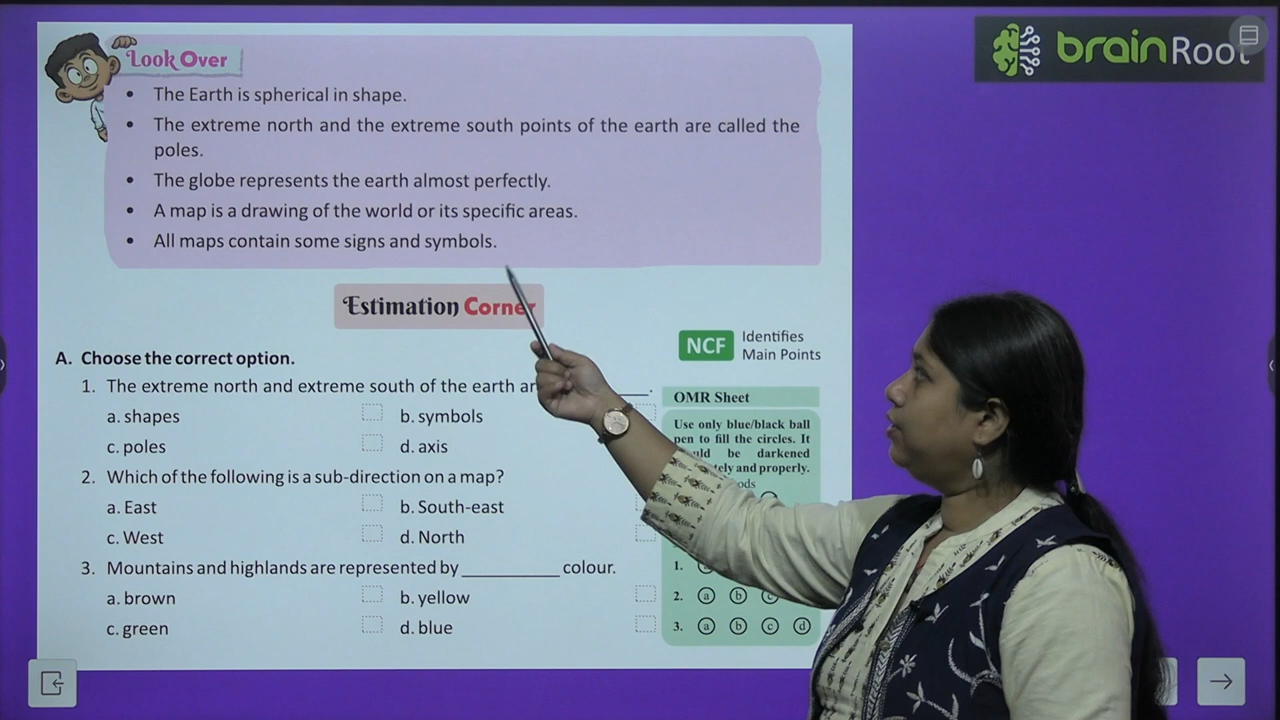 Look Over
brainRoot
• The Earth is spherical in shape.
• The extreme north and the extreme south points of the earth are called the
poles.
• The globe represents the earth almost perfectly.
• A map is a drawing of the world or its specific areas.
• All maps contain some signs and symbols.
Estimation Corner
NCF Identifies
Main Points
A. Choose the correct option.
1. The extreme north and extreme south of the earth ______.
a. shapes b. symbols
c. poles d. axis
2. Which of the following is a sub-direction on a map?
a. East b. South-east
c. West d. North
3. Mountains and highlands are represented by __________ colour.
a. brown b. yellow
c. green d. blue
OMR Sheet
Use only blue/black ball
pen to fill the circles. It
be darkened
and properly.
1.
2. a b c
3. a b c d